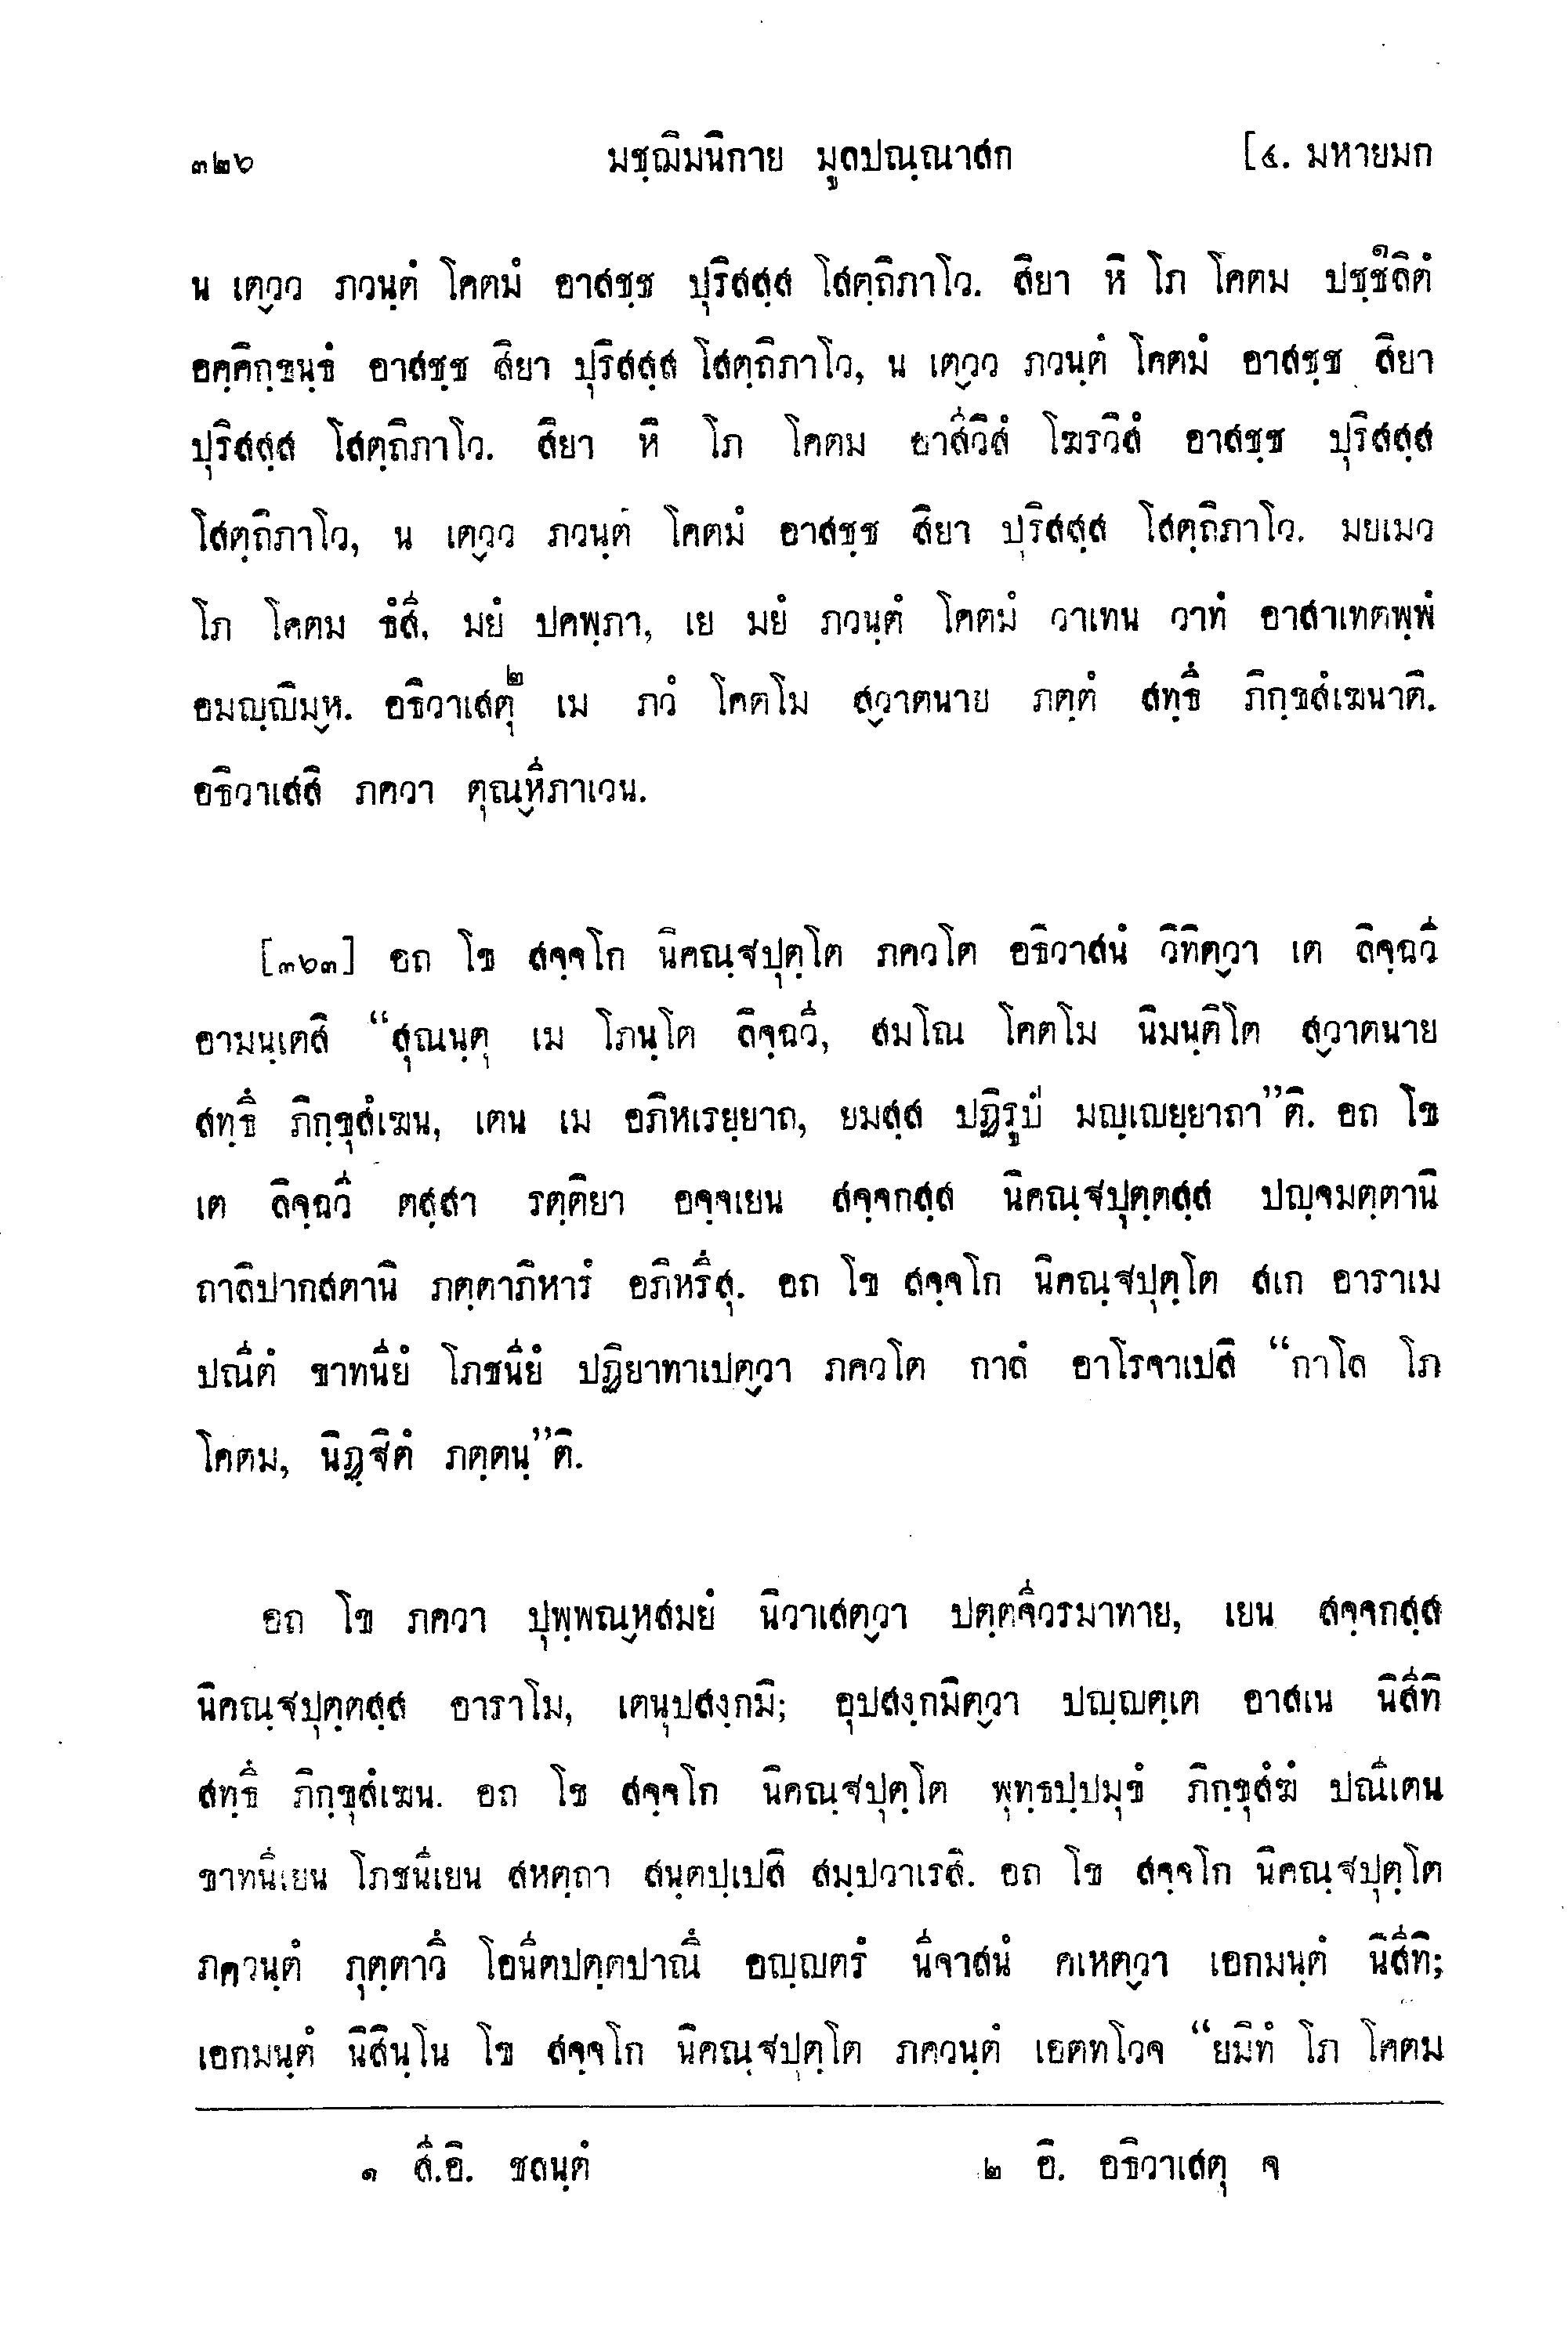 ๓๒๖ มชฺฌิมนิกาย มูลปณฺณาสก [๔. มหายมก
น เตฺวว ภวนฺตํ โคตมํ อาสชฺช ปุริสสฺส โสตฺถิภาโว. สิยา หิ โภ โคตม ปชฺชลิตํ๑
อคฺคิกฺขนฺธํ อาสชฺช สิยา ปุริสสฺส โสตฺถิภาโว, น เตฺวว ภวนฺตํ โคตมํ อาสชฺช สิยา
ปุริสสฺส โสตฺถิภาโว. สิยา หิ โภ โคตม อาสีวิสํ โฆรวิสํ อาสชฺช ปุริสสฺส
โสตฺถิภาโว, น เตฺวว ภวนฺตํ โคตมํ อาสชฺช สิยา ปุริสสฺส โสตฺถิภาโว. มยเมว
โภ โคตม ธํสี, มยํ ปคพฺภา, เย มยํ ภวนฺตํ โคตมํ วาเทน วาทํ อาสาเทตพฺพํ
อมญฺญิมฺห. อธิวาเสตุ๒ เม ภวํ โคตโม สฺวาตนาย ภตฺตํ สทฺธึ ภิกฺขสํเฆนาติ.
อธิวาเสสิ ภควา ตุณฺหีภาเวน.
[๓๖๓] อถ โข สจฺจโก นิคณฺฐปุตฺโต ภควโต อธิวาสนํ วิทิตฺวา เต ลิจฺฉวี
อามนฺเตสิ “สุณนฺตุ เม โภนฺโต ลิจฺฉวี, สมโณ โคตโม นิมนฺติโต สฺวาตนาย
สทฺธึ ภิกฺขุสํเฆน, เตน เม อภิหเรยฺยาถ, ยมสฺส ปฏิรูปํ มญฺเญยฺยาถา”ติ. อถ โข
เต ลิจฺฉวี ตสฺสา รตฺติยา อจฺจเยน สจฺจกสฺส นิคณฺฐปุตฺตสฺส ปญฺจมตฺตานิ
ถาลิปากสตานิ ภตฺตาภิหารํ อภิหรึสุ. อถ โข สจฺจโก นิคณฺฐปุตฺโต สเก อาราเม
ปณีตํ ขาทนียํ โภชนียํ ปฏิยาทาเปตฺวา ภควโต กาลํ อาโรจาเปสิ “กาโล โภ
โคตม, นิฏฺฐิตํ ภตฺตนฺ”ติ.
อถ โข ภควา ปุพฺพณฺหสมยํ นิวาเสตฺวา ปตฺตจีวรมาทาย, เยน สจฺจกสฺส
นิคณฺฐปุตฺตสฺส อาราโม, เตนุปสงฺกมิ; อุปสงฺกมิตฺวา ปญฺญตฺเต อาสเน นิสีทิ
สทฺธึ ภิกฺขุสํเฆน. อถ โข สจฺจโก นิคณฺฐปุตฺโต พุทฺธปฺปมุขํ ภิกฺขุสํฆํ ปณีเตน
ขาทนีเยน โภชนีเยน สหตฺถา สนฺตปฺเปสิ สมฺปวาเรสิ. อถ โข สจฺจโก นิคณฺฐปุตฺโต
ภควนฺตํ ภุตฺตาวึ โอนีตปตฺตปาณึ อญฺญตรํ นีจาสนํ คเหตฺวา เอกมนฺตํ นิสีทิ;
เอกมนฺตํ นิสินฺโน โข สจฺจโก นิคณฺฐปุตฺโต ภควนฺตํ เอตทโวจ “ยมิทํ โภ โคตม
๑ สี.อิ. ชลนฺตํ ๒ อิ. อธิวาเสตุ จ